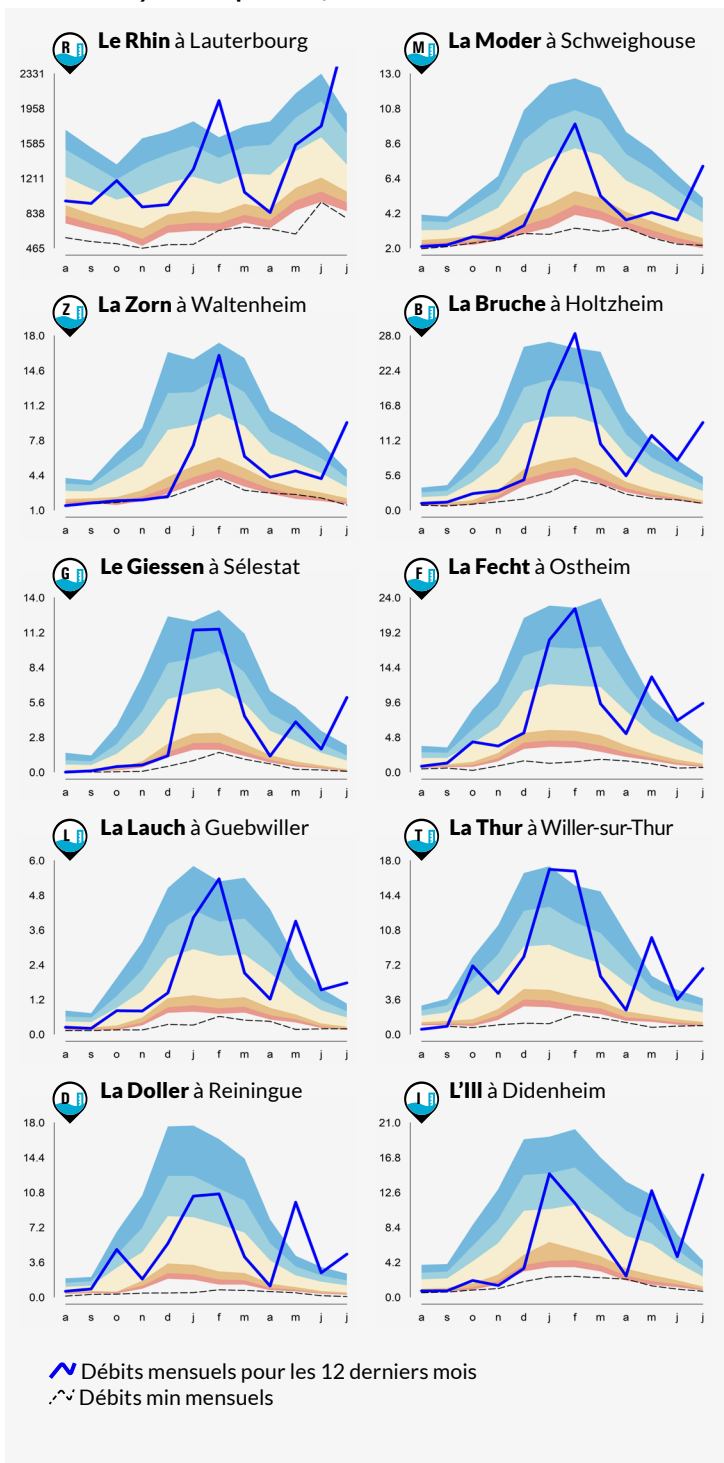 R Le Rhin à Lauterbourg
2331
1958
1585
1211
838
465
a s o n d j f m a m j j
M La Moder à Schweighouse
13.0
10.8
8.6
6.4
4.2
2.0
a s o n d j f m a m j j
Z La Zorn à Waltenheim
18.0
14.6
11.2
7.8
4.4
1.0
a s o n d j f m a m j j
B La Bruche à Holtzheim
28.0
22.4
16.8
11.2
5.6
0.0
a s o n d j f m a m j j
G Le Giessen à Sélestat
14.0
11.2
8.4
5.6
2.8
0.0
a s o n d j f m a m j j
F La Fecht à Ostheim
24.0
19.2
14.4
9.6
4.8
0.0
a s o n d j f m a m j j
L La Lauch à Guebwiller
6.0
4.8
3.6
2.4
1.2
0.0
a s o n d j f m a m j j
T La Thur à Willer-sur-Thur
18.0
14.4
10.8
7.2
3.6
0.0
a s o n d j f m a m j j
D La Doller à Reiningue
18.0
14.4
10.8
7.2
3.6
0.0
a s o n d j f m a m j j
I L'Ill à Didenheim
21.0
16.8
12.6
8.4
4.2
0.0
a s o n d j f m a m j j
Débits mensuels pour les 12 derniers mois
Débits min mensuels